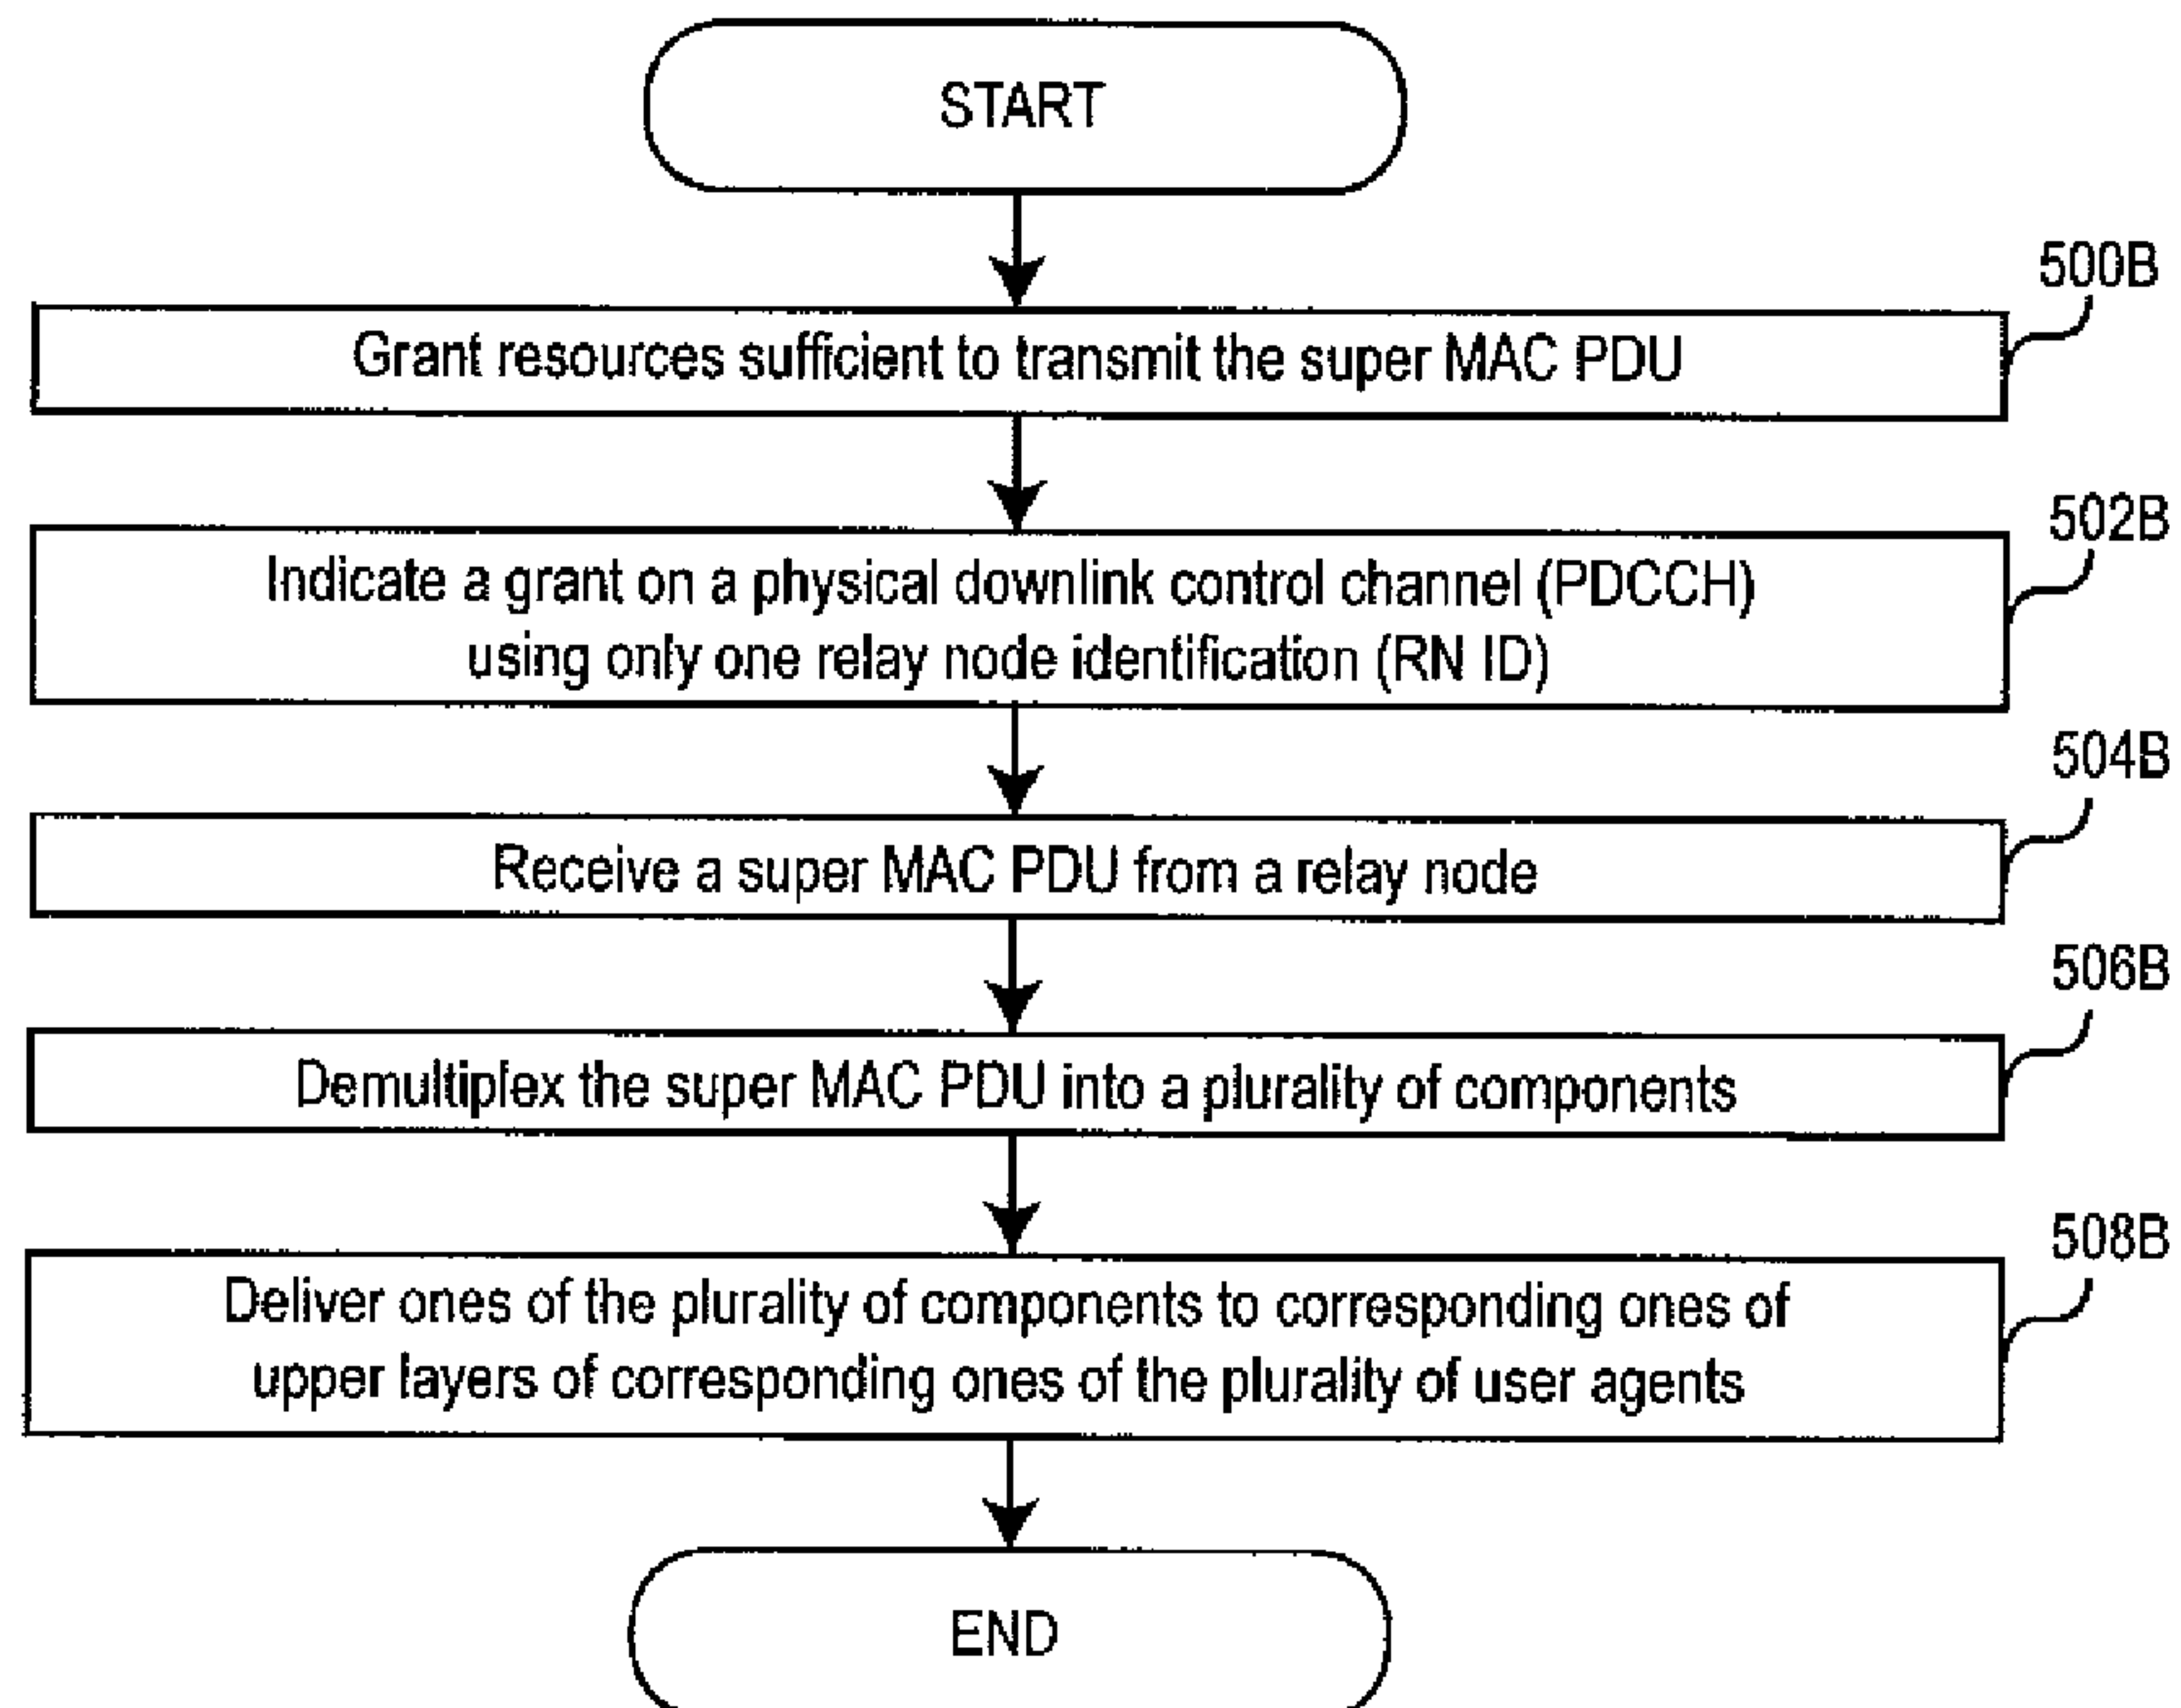 START
500B
Grant resources sufficient to transmit the super MAC PDU
502B
Indicate a grant on a physical downlink control channel (PDCCH)
using only one relay node identification (RN ID)
504B
Receive a super MAC PDU from a relay node
506B
Demultiplex the super MAC PDU into a plurality of components
508B
Deliver ones of the plurality of components to corresponding ones of
upper layers of corresponding ones of the plurality of user agents
END